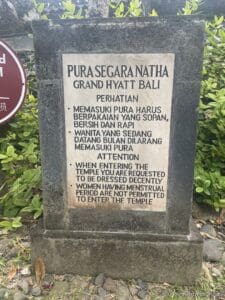 PURA SEGARA NATHA
GRAND HYATT BALI
PERHATIAN
• MEMASUKI PURA HARUS
BERPAKAIAN YANG SOPAN,
BERSIH DAN RAPI
• WANITA YANG SEDANG
DATANG BULAN DILARANG
MEMASUKI PURA
ATTENTION
• WHEN ENTERING THE
TEMPLE YOU ARE REQUESTED
TO BE DRESSED DECENTLY
• WOMEN HAVING MENSTRUAL
PERIOD ARE NOT PERMITTED
TO ENTER THE TEMPLE